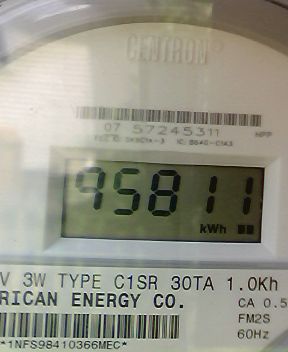 CENTRON®
07 57245311 HPP
95811
kWh
V 3W TYPE C1SR 30TA 1.0Kh
RICAN ENERGY CO. CA 0.5
FM2S
*1NFS98410366MEC* 60Hz